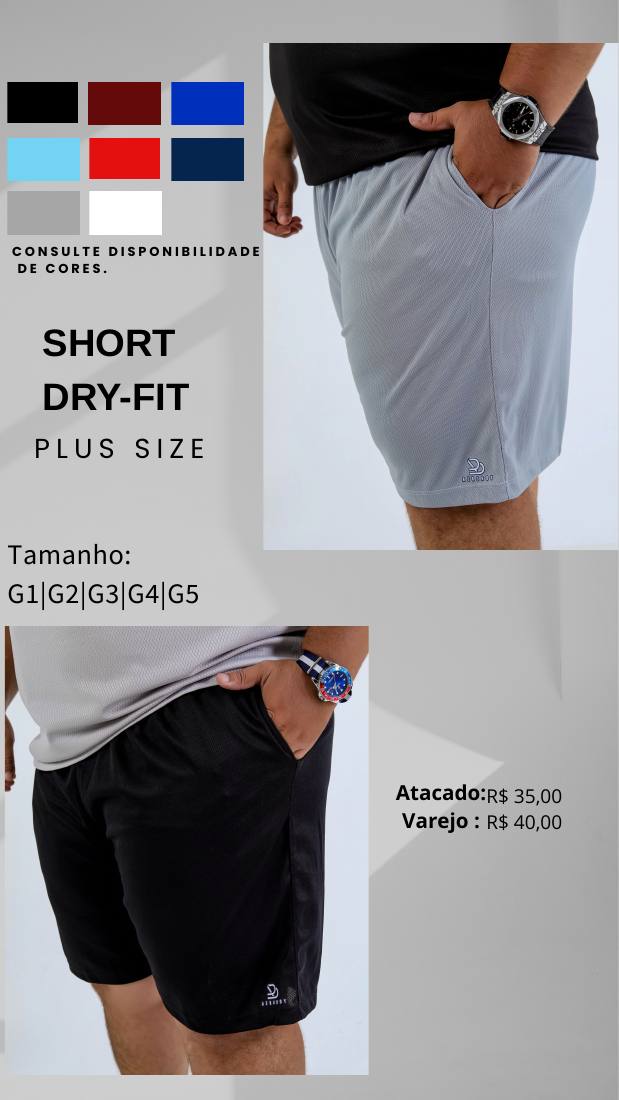 CONSULTE DISPONIBILIDADE
DE CORES.
SHORT
DRY-FIT
PLUS SIZE
Tamanho:
G1|G2|G3|G4|G5
Atacado:R$ 35,00
Varejo : R$ 40,00